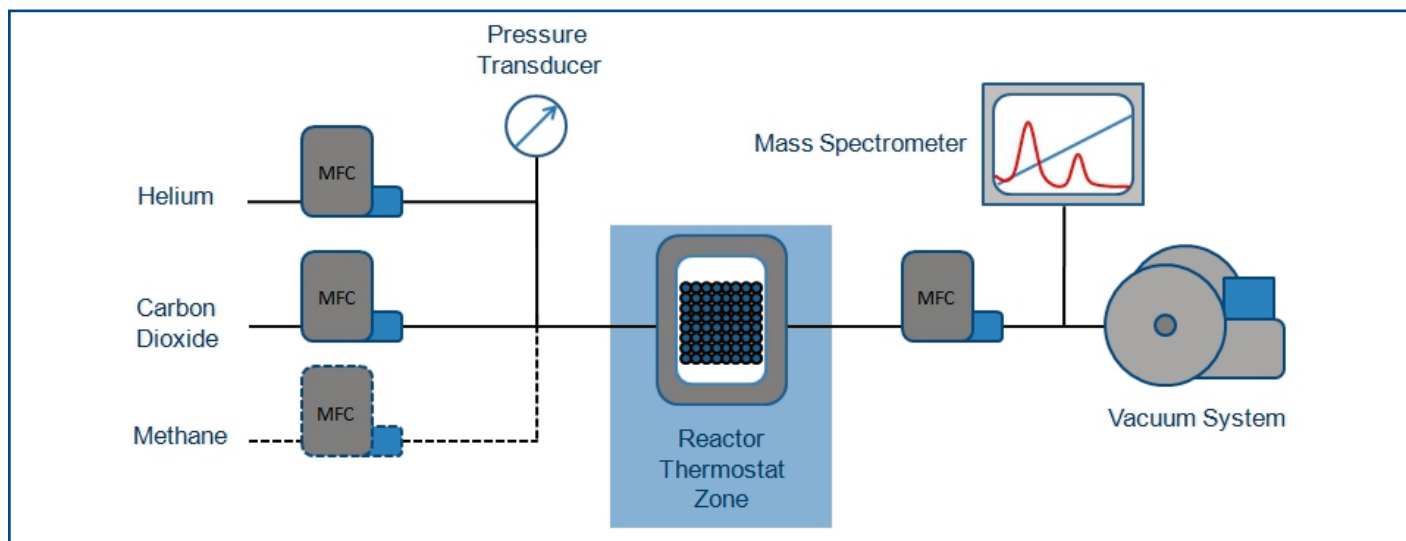 Pressure
Transducer
MFC
Helium
Mass Spectrometer
MFC
Carbon
Dioxide
MFC
MFC
Methane
Reactor
Thermostat
Zone
Vacuum System